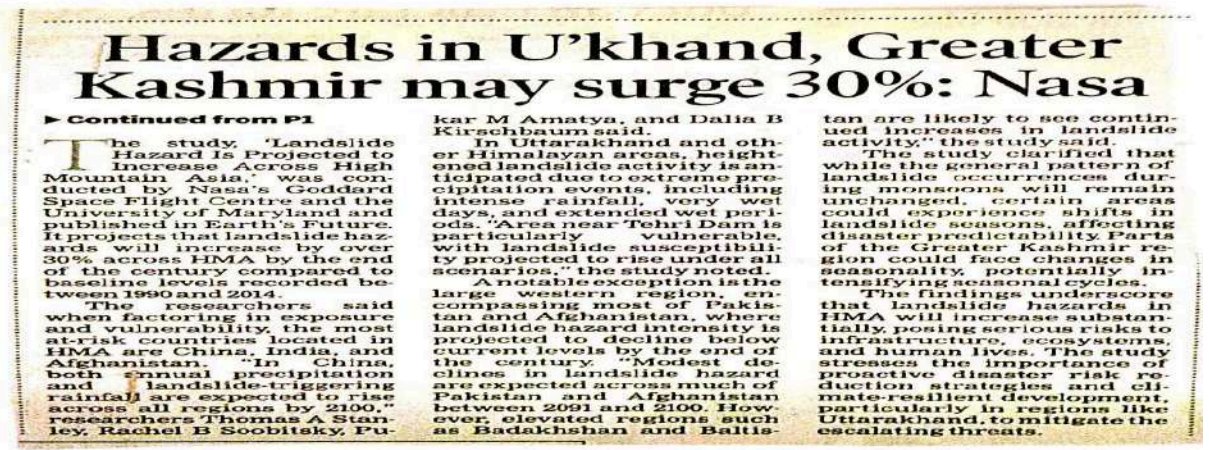 Hazards in U'khand, Greater
Kashmir may surge 30%: Nasa
▶ Continued from P1
The study, 'Landslide
Hazard Is Projected to
Increase Across High
Mountain Asia,' was con-
ducted by Nasa's Goddard
Space Flight Centre and the
University of Maryland and
published in Earth's Future.
It projects that landslide haz-
ards will increase by over
30% across HMA by the end
of the century compared to
baseline levels recorded be-
tween 1990 and 2014.
The researchers said
when factoring in exposure
and vulnerability, the most
at-risk countries located in
HMA are China, India, and
Afghanistan. "In China,
both annual precipitation
and landslide-triggering
rainfall are expected to rise
across all regions by 2100,"
researchers Thomas A Stan-
ley, Rachel B Soobitsky, Pu-
kar M Amatya, and Dalia B
Kirschbaum said.
In Uttarakhand and oth-
er Himalayan areas, height-
ened landslide activity is an-
ticipated due to extreme pre-
cipitation events, including
intense rainfall, very wet
days, and extended wet peri-
ods. "Area near Tehri Dam is
particularly vulnerable,
with landslide susceptibili-
ty projected to rise under all
scenarios," the study noted.
A notable exception is the
large western region, en-
compassing most of Pakis-
tan and Afghanistan, where
landslide hazard intensity is
projected to decline below
current levels by the end of
the century. "Modest de-
clines in landslide hazard
are expected across much of
Pakistan and Afghanistan
between 2091 and 2100. How-
ever, elevated regions such
as Badakhshan and Baltis-
tan are likely to see contin-
ued increases in landslide
activity," the study said.
The study clarified that
while the general pattern of
landslide occurrences dur-
ing monsoons will remain
unchanged, certain areas
could experience shifts in
landslide seasons, affecting
disaster predictability. Parts
of the Greater Kashmir re-
gion could face changes in
seasonality, potentially in-
tensifying seasonal cycles.
The findings underscore
that landslide hazards in
HMA will increase substan-
tially, posing serious risks to
infrastructure, ecosystems,
and human lives. The study
stresses the importance of
proactive disaster risk re-
duction strategies and cli-
mate-resilient development,
particularly in regions like
Uttarakhand, to mitigate the
escalating threats.